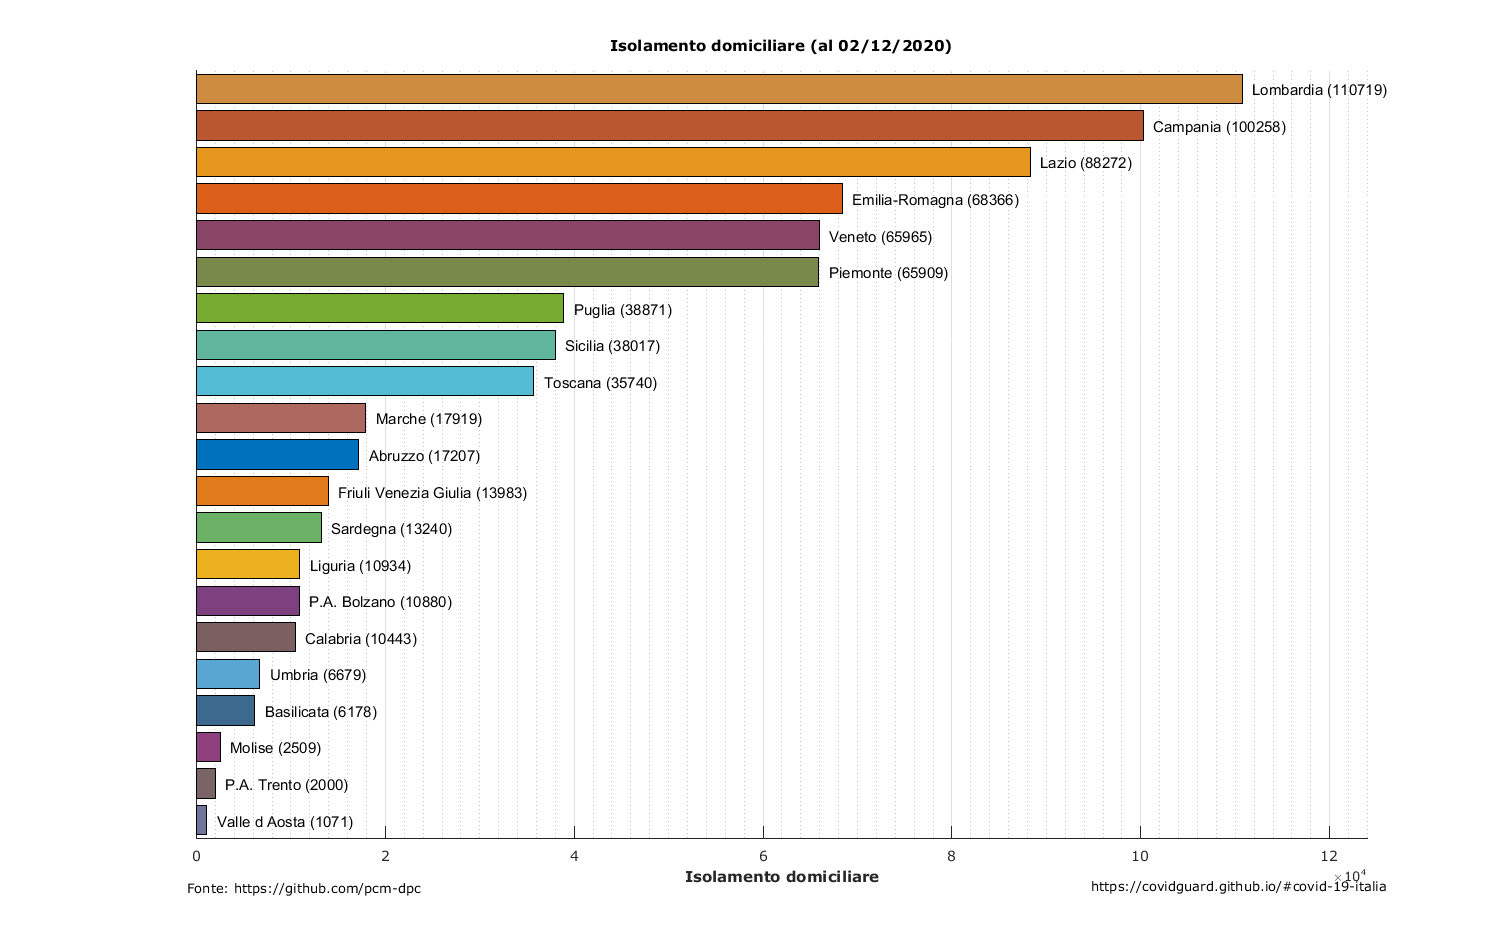 Isolamento domiciliare (al 02/12/2020)
Lombardia (110719)
Campania (100258)
Lazio (88272)
Emilia-Romagna (68366)
Veneto (65965)
Piemonte (65909)
Puglia (38871)
Sicilia (38017)
Toscana (35740)
Marche (17919)
Abruzzo (17207)
Friuli Venezia Giulia (13983)
Sardegna (13240)
Liguria (10934)
P.A. Bolzano (10880)
Calabria (10443)
Umbria (6679)
Basilicata (6178)
Molise (2509)
P.A. Trento (2000)
Valle d Aosta (1071)
0 2 4 6 8 10 12
×10⁴
Isolamento domiciliare
Fonte: https://github.com/pcm-dpc
https://covidguard.github.io/#covid-19-italia